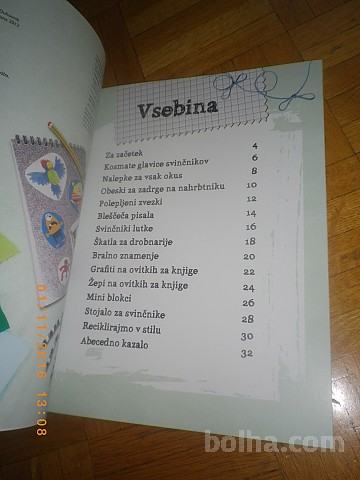 Vsebina
Za začetek 4
Kosmate glavice svinčnikov 6
Nalepke za vsak okus 8
Obeski za zadrge na nahrbtniku 10
Polepljeni zvezki 12
Bleščeča pisala 14
Svinčniki lutke 16
Škatla za drobnarije 18
Bralno znamenje 20
Grafiti na ovitkih za knjige 22
Žepi na ovitkih za knjige 24
Mini blokci 26
Stojalo za svinčnike 28
Reciklirajmo v stilu 30
Abecedno kazalo 32
bolha.com